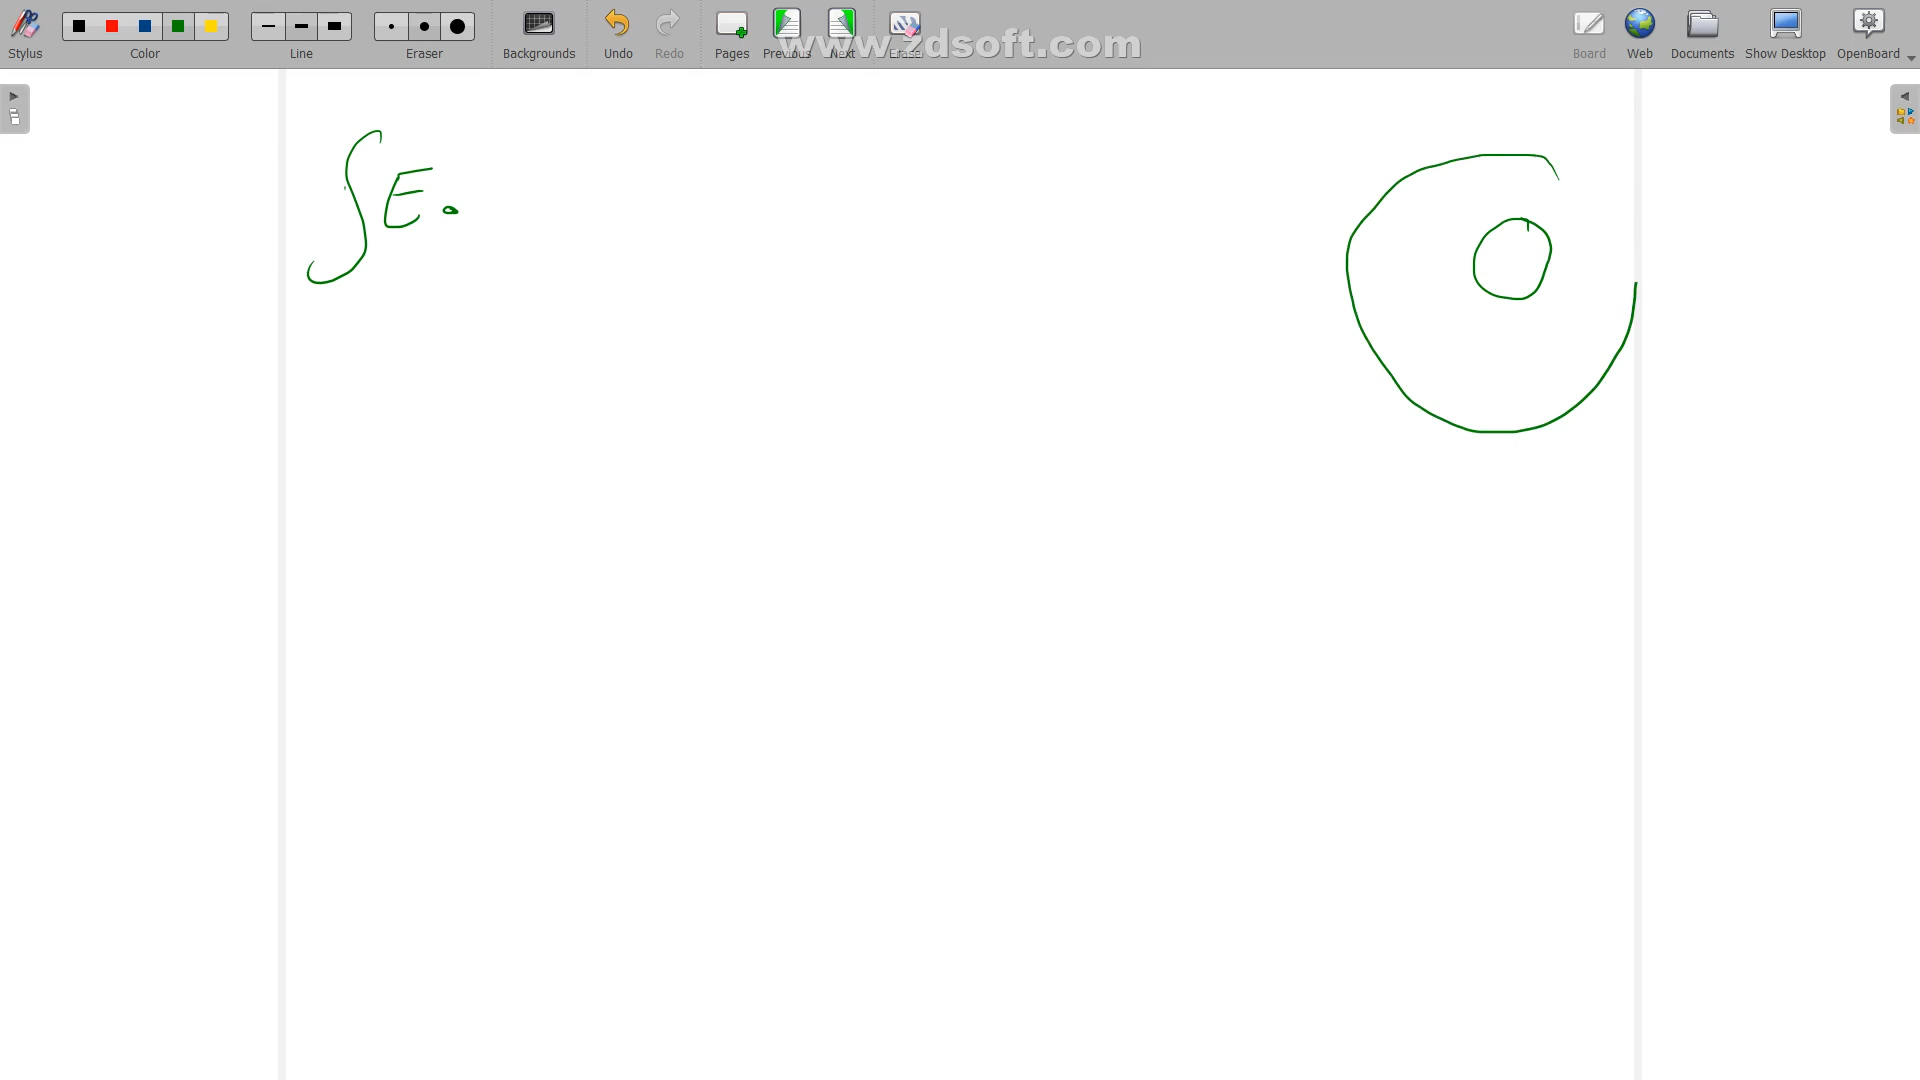 www.zdsoft.com
Stylus Color Line Eraser Backgrounds Undo Redo Pages Previous Next Erase Board Web Documents Show Desktop OpenBoard
∫E.